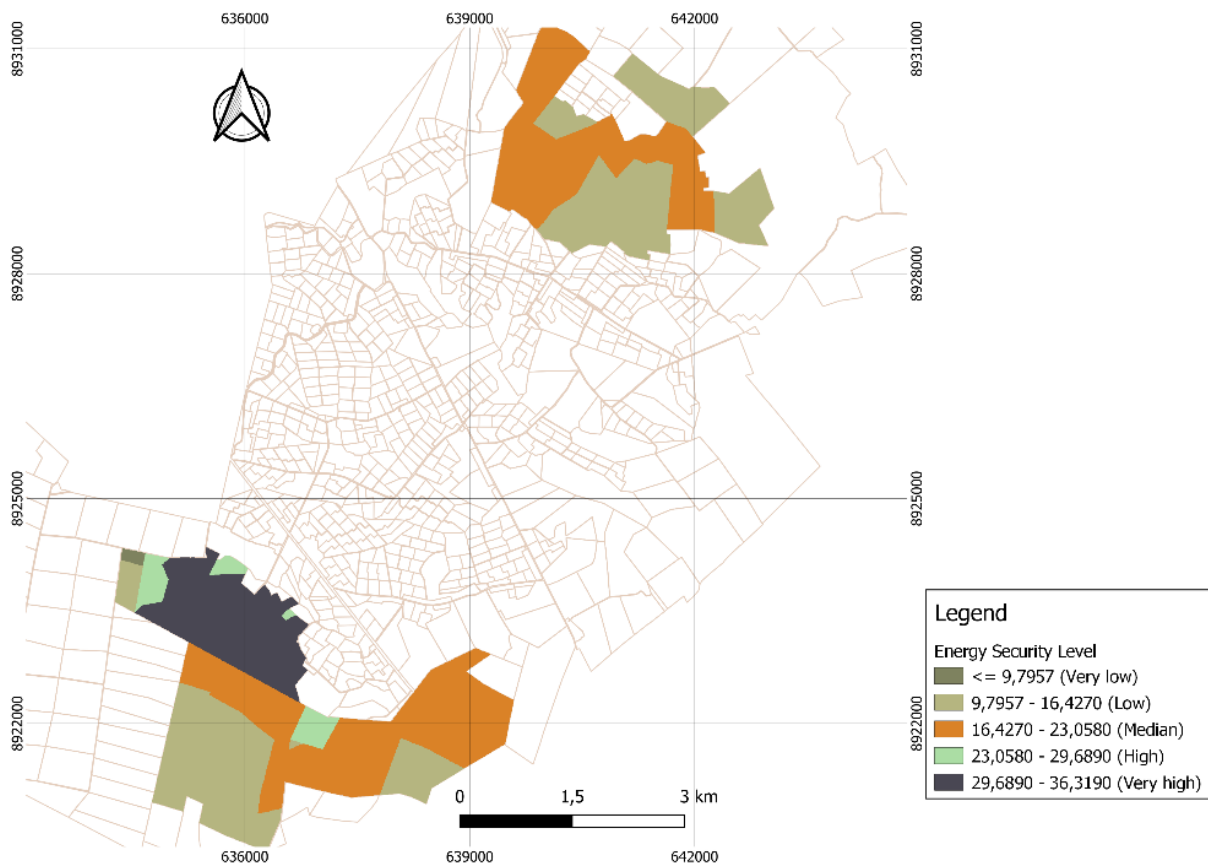 636000
639000
642000
8931000
8931000
8928000
8928000
8925000
8925000
8922000
8922000
Legend
Energy Security Level
<= 9,7957 (Very low)
9,7957 - 16,4270 (Low)
16,4270 - 23,0580 (Median)
23,0580 - 29,6890 (High)
29,6890 - 36,3190 (Very high)
0 1,5 3 km
636000
639000
642000